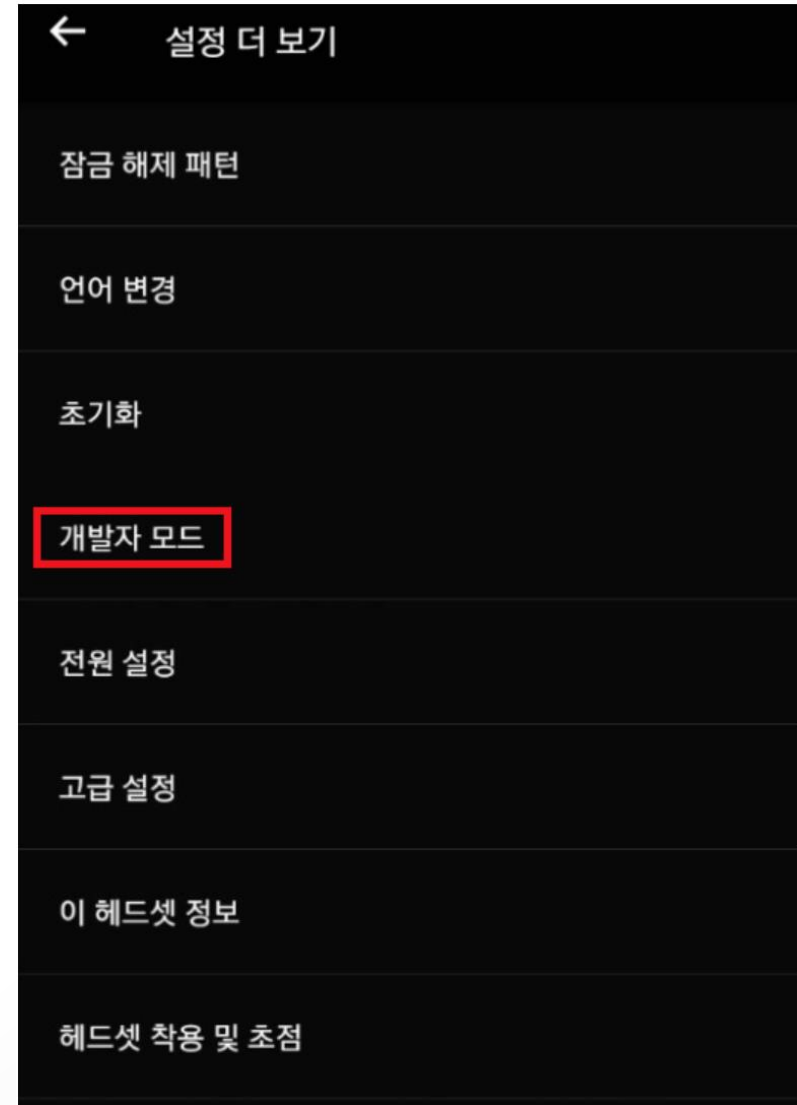 설정 더 보기
잠금 해제 패턴
언어 변경
초기화
개발자 모드
전원 설정
고급 설정
이 헤드셋 정보
헤드셋 착용 및 초점